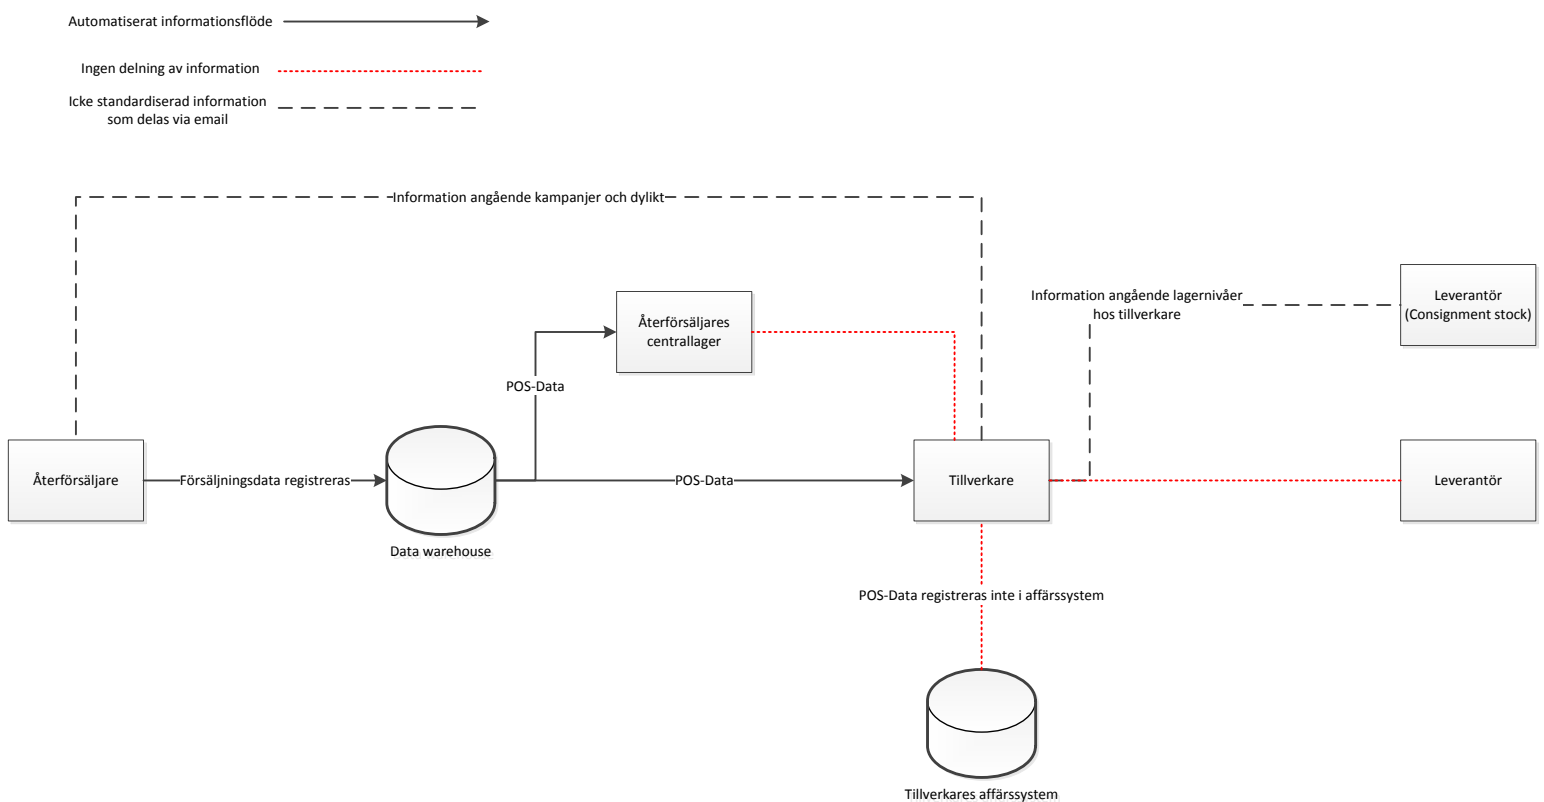 Automatiserat informationsflöde
Ingen delning av information
Icke standardiserad information
som delas via email
Information angående kampanjer och dylikt
Information angående lagernivåer
hos tillverkare
Leverantör
(Consignment stock)
Återförsäljares
centrallager
POS-Data
Återförsäljare
Försäljningsdata registreras
POS-Data
Tillverkare
Leverantör
Data warehouse
POS-Data registreras inte i affärssystem
Tillverkares affärssystem